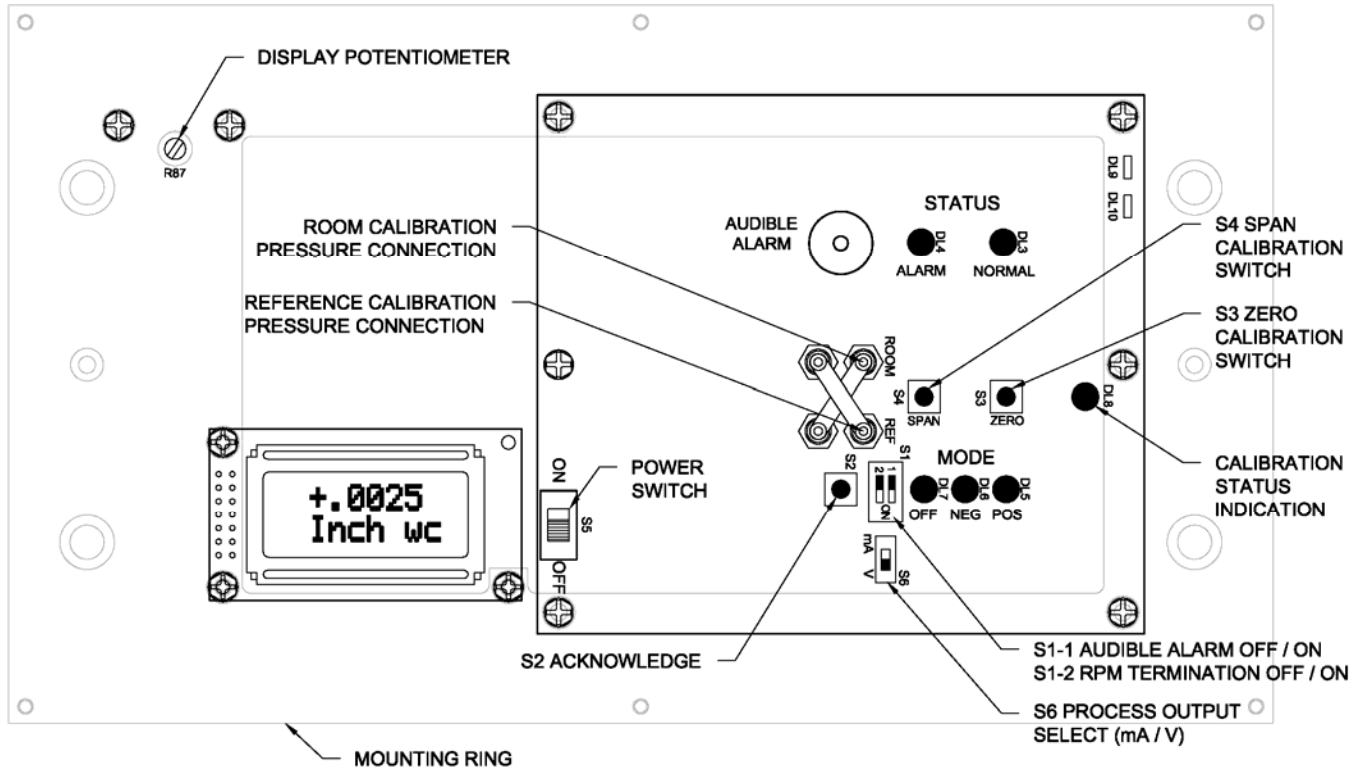 DISPLAY POTENTIOMETER
R87
ROOM CALIBRATION
PRESSURE CONNECTION
REFERENCE CALIBRATION
PRESSURE CONNECTION
AUDIBLE
ALARM
STATUS
DL4
ALARM
DL3
NORMAL
DL9
DL10
S4 SPAN
CALIBRATION
SWITCH
S3 ZERO
CALIBRATION
SWITCH
ROOM
REF
S4
SPAN
S3
ZERO
DL8
CALIBRATION
STATUS
INDICATION
+.0025
Inch wc
ON
S5
OFF
POWER
SWITCH
S2
S1
1
2
ON
MODE
DL7
OFF
DL6
NEG
DL5
POS
mA
V
S6
S2 ACKNOWLEDGE
S1-1 AUDIBLE ALARM OFF / ON
S1-2 RPM TERMINATION OFF / ON
S6 PROCESS OUTPUT
SELECT (mA / V)
MOUNTING RING